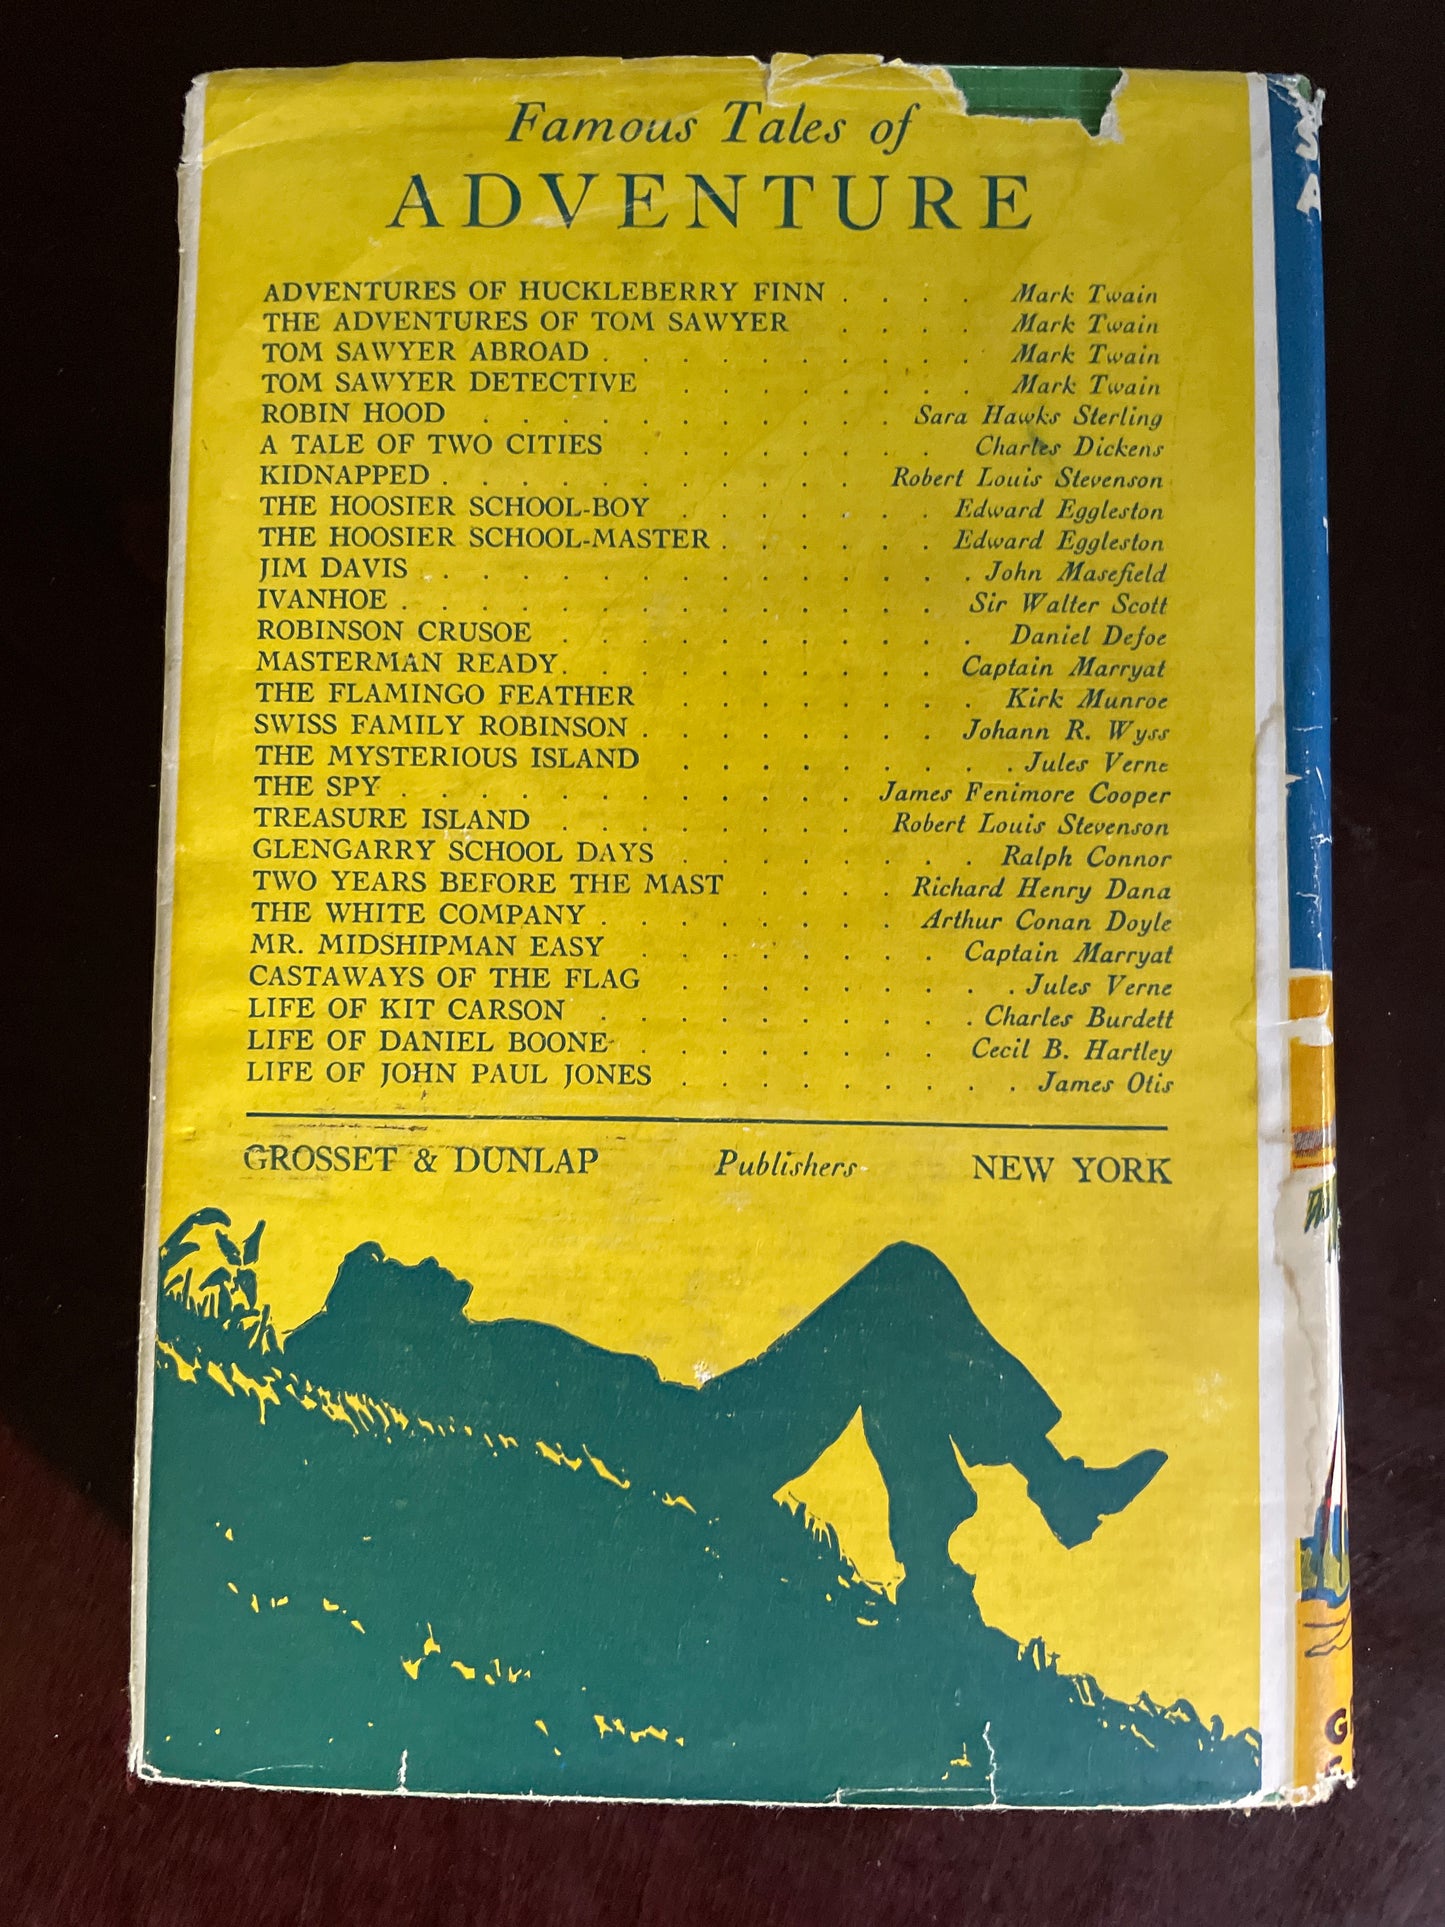 Famous Tales of
ADVENTURE
ADVENTURES OF HUCKLEBERRY FINN . . . . Mark Twain
THE ADVENTURES OF TOM SAWYER . . . . Mark Twain
TOM SAWYER ABROAD . . . . . . . . . . Mark Twain
TOM SAWYER DETECTIVE . . . . . . . . Mark Twain
ROBIN HOOD . . . . . . . . . . . Sara Hawks Sterling
A TALE OF TWO CITIES . . . . . . . . Charles Dickens
KIDNAPPED . . . . . . . . . . . Robert Louis Stevenson
THE HOOSIER SCHOOL-BOY . . . . . . . Edward Eggleston
THE HOOSIER SCHOOL-MASTER . . . . . . Edward Eggleston
JIM DAVIS . . . . . . . . . . . . . . John Masefield
IVANHOE . . . . . . . . . . . . . . Sir Walter Scott
ROBINSON CRUSOE . . . . . . . . . . . Daniel Defoe
MASTERMAN READY . . . . . . . . . . Captain Marryat
THE FLAMINGO FEATHER . . . . . . . . Kirk Munroe
SWISS FAMILY ROBINSON . . . . . . . . Johann R. Wyss
THE MYSTERIOUS ISLAND . . . . . . . . . Jules Verne
THE SPY . . . . . . . . . . . . James Fenimore Cooper
TREASURE ISLAND . . . . . . . . Robert Louis Stevenson
GLENGARRY SCHOOL DAYS . . . . . . . . Ralph Connor
TWO YEARS BEFORE THE MAST . . . . Richard Henry Dana
THE WHITE COMPANY . . . . . . . . Arthur Conan Doyle
MR. MIDSHIPMAN EASY . . . . . . . . Captain Marryat
CASTAWAYS OF THE FLAG . . . . . . . . . Jules Verne
LIFE OF KIT CARSON . . . . . . . . . . Charles Burdett
LIFE OF DANIEL BOONE . . . . . . . . Cecil B. Hartley
LIFE OF JOHN PAUL JONES . . . . . . . . . James Otis
GROSSET & DUNLAP Publishers NEW YORK